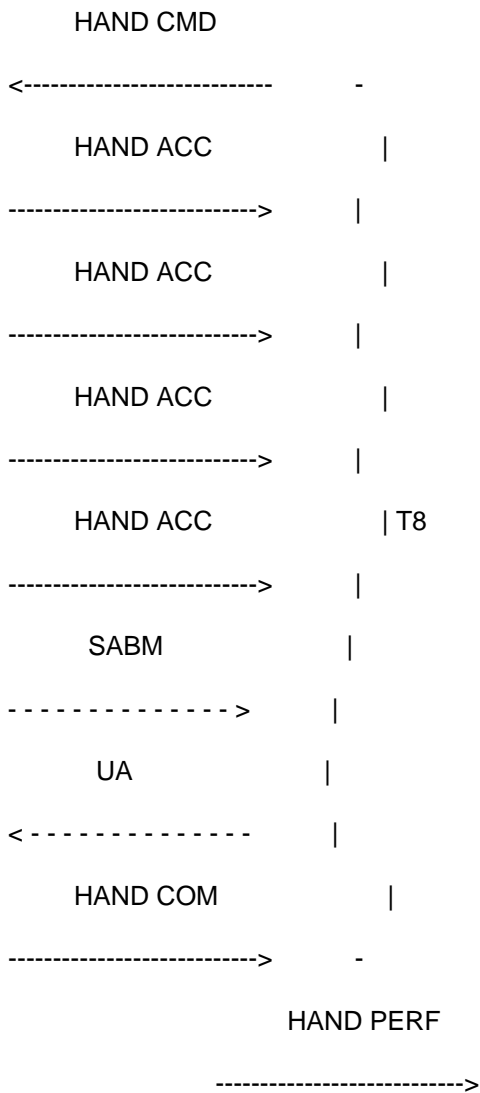 HAND CMD
<---------------------------- -
HAND ACC |
----------------------------> |
HAND ACC |
----------------------------> |
HAND ACC |
----------------------------> |
HAND ACC | T8
----------------------------> |
SABM |
- - - - - - - - - - - - - - > |
UA |
< - - - - - - - - - - - - - - |
HAND COM |
----------------------------> -
HAND PERF
---------------------------->